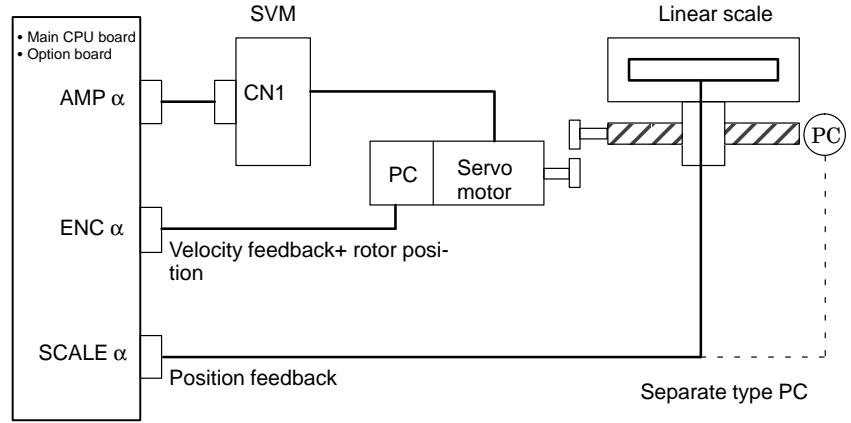 SVM
Linear scale
• Main CPU board
• Option board
AMP α
CN1
PC
PC
Servo
motor
ENC α
Velocity feedback+ rotor posi-
tion
SCALE α
Position feedback
Separate type PC